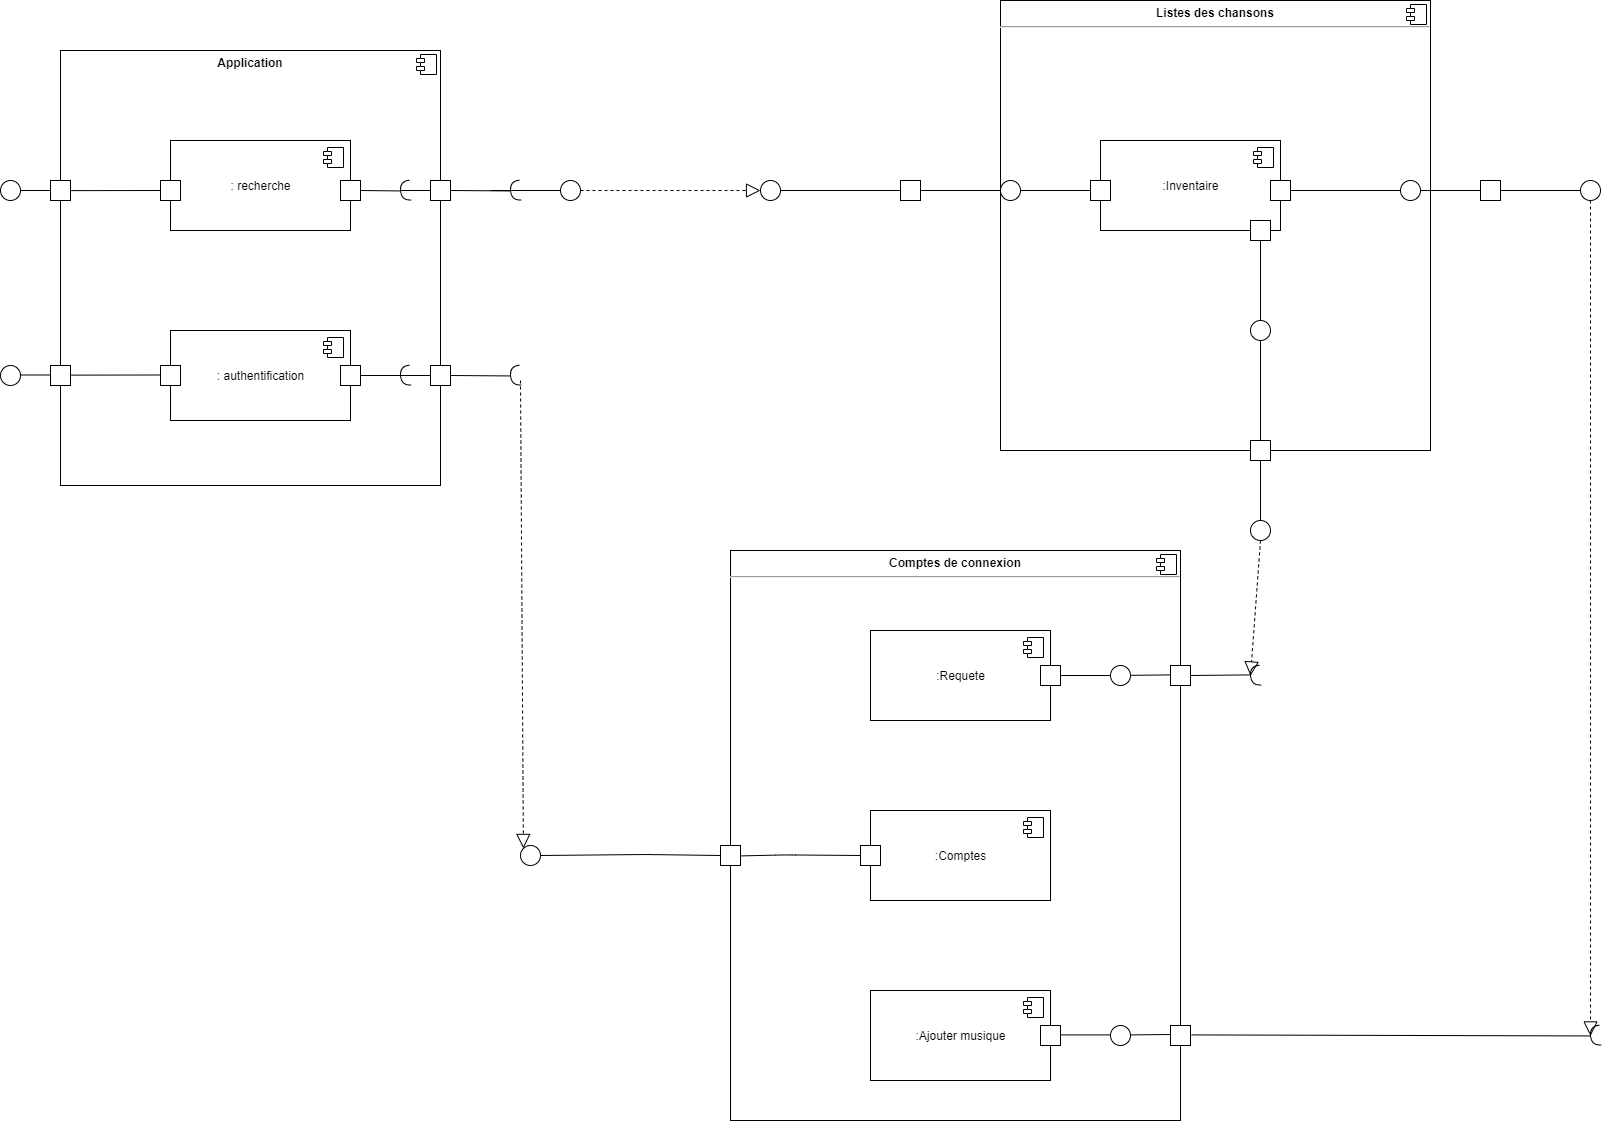 Listes des chansons
Application
: recherche
:Inventaire
: authentification
Comptes de connexion
:Requete
:Comptes
:Ajouter musique